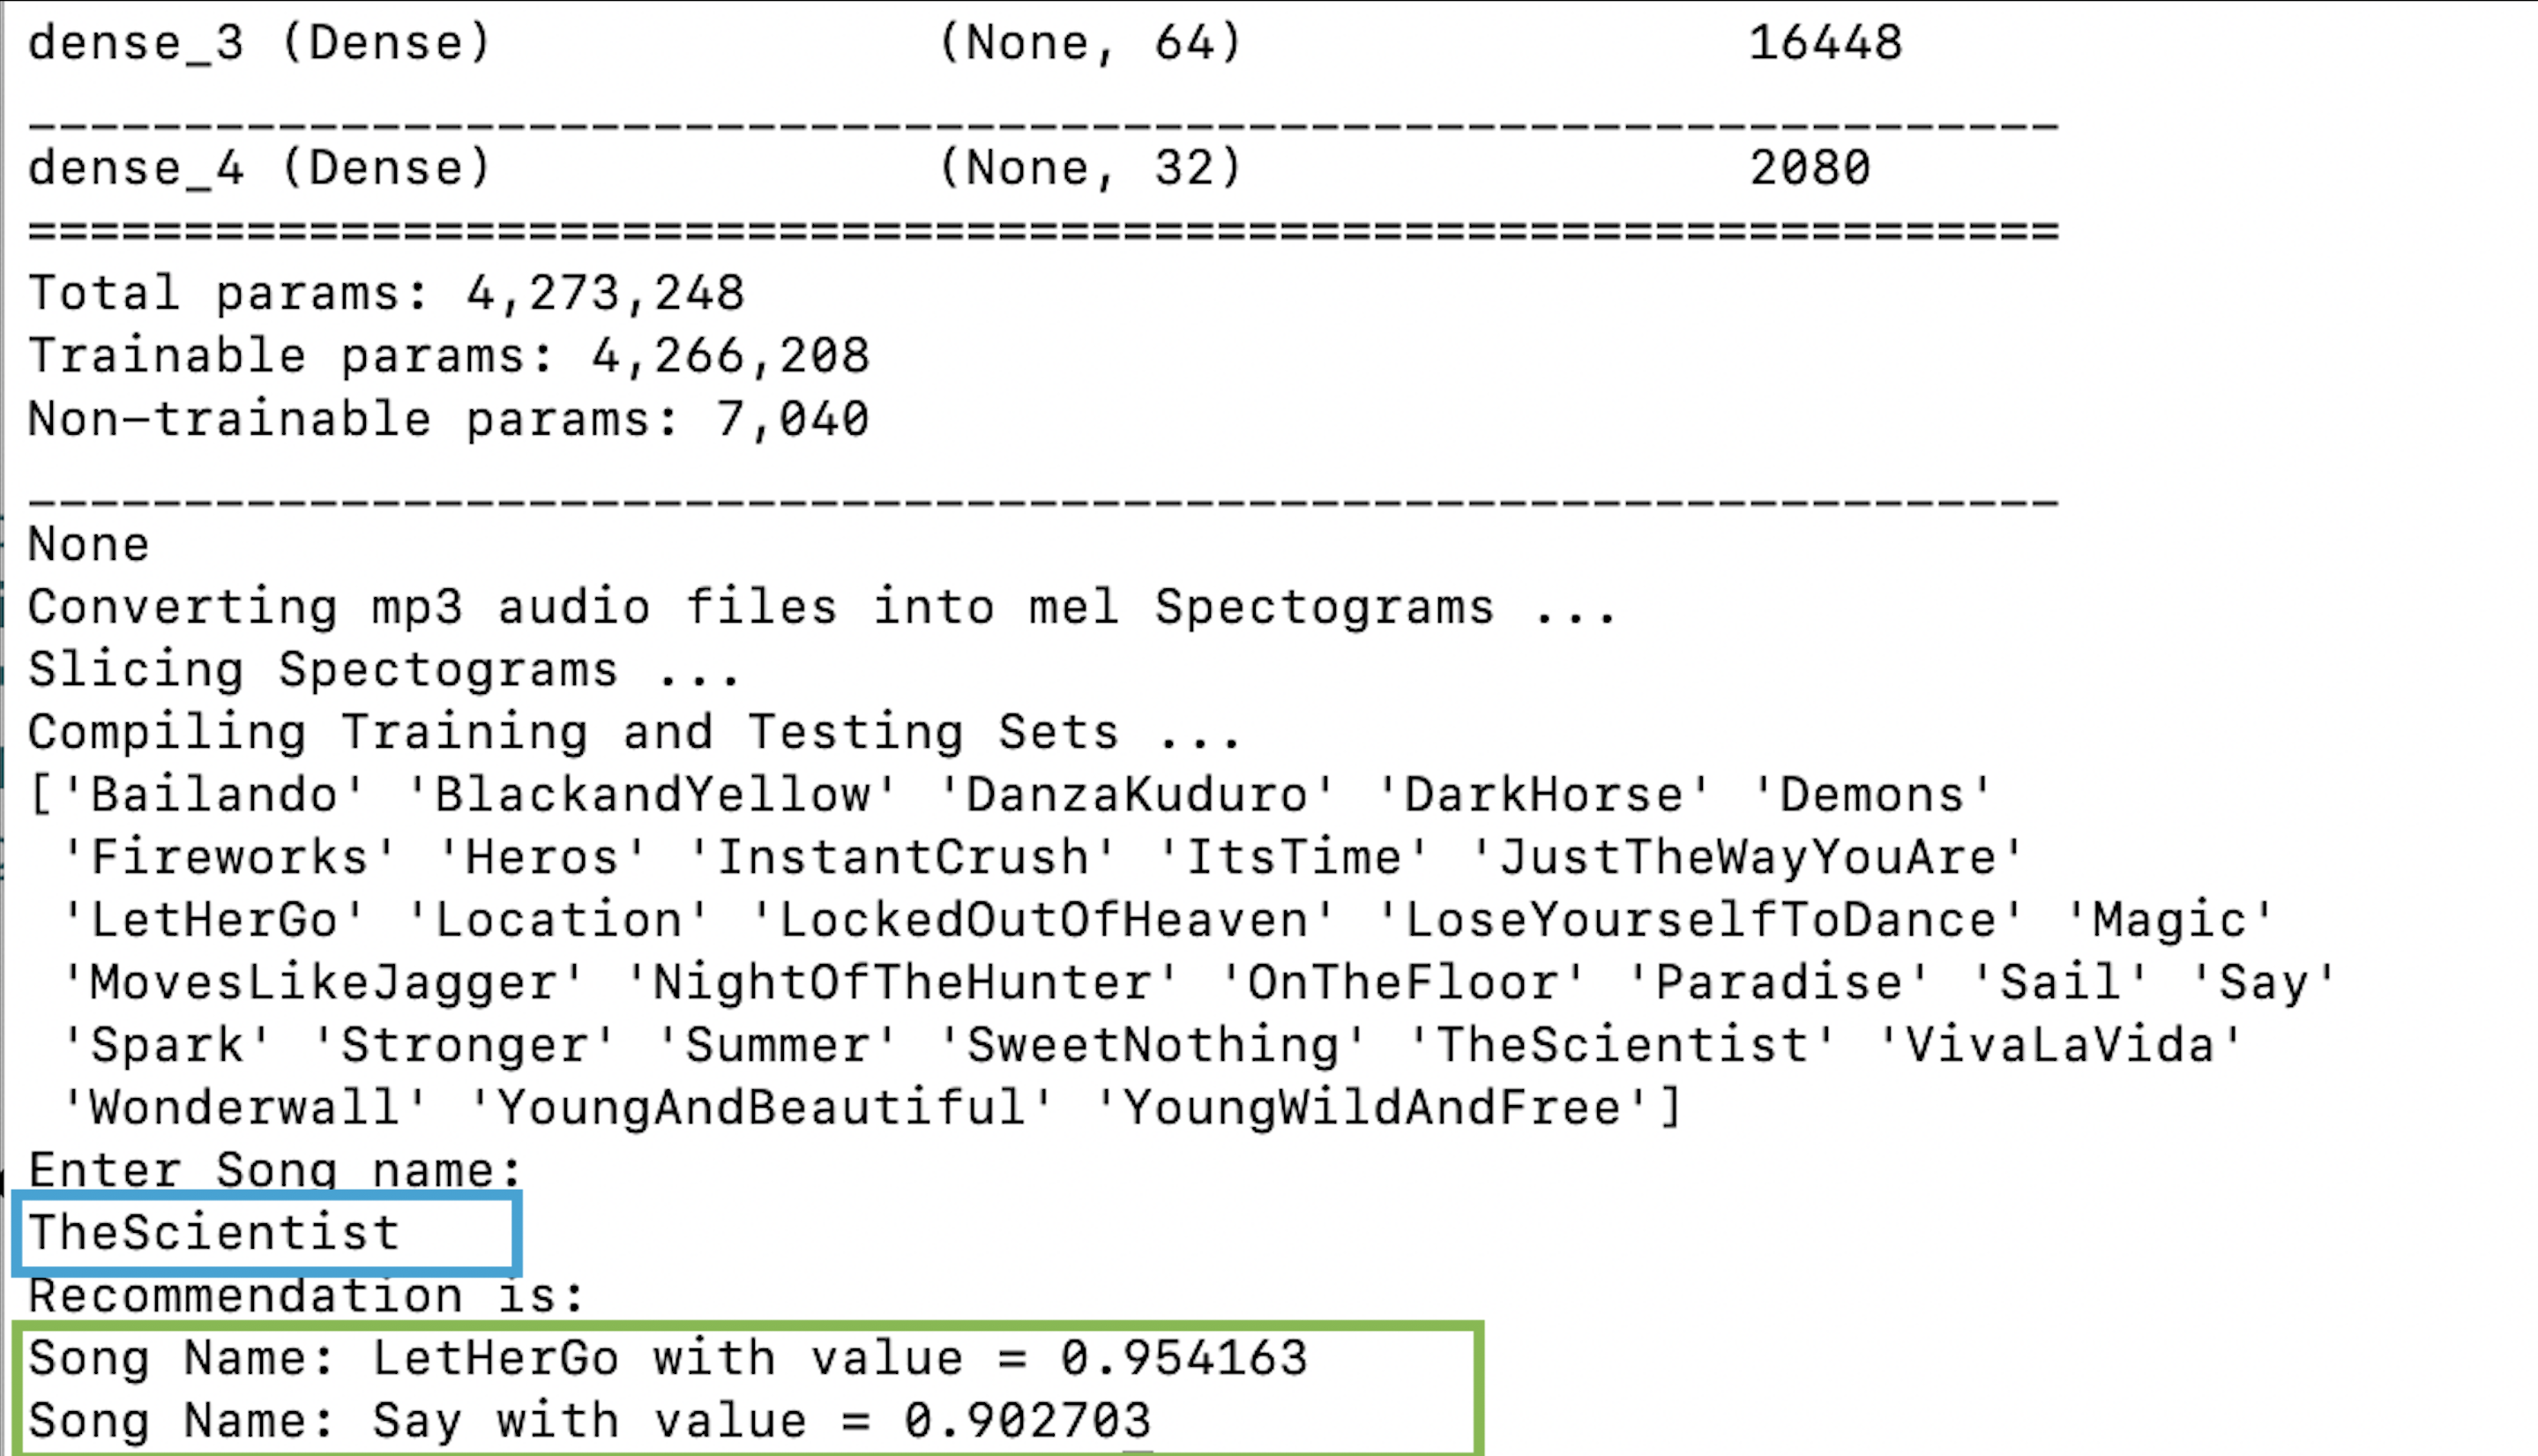 dense_3 (Dense) (None, 64) 16448
_________________________________________________________________
dense_4 (Dense) (None, 32) 2080
=================================================================
Total params: 4,273,248
Trainable params: 4,266,208
Non-trainable params: 7,040
_________________________________________________________________
None
Converting mp3 audio files into mel Spectograms ...
Slicing Spectograms ...
Compiling Training and Testing Sets ...
['Bailando' 'BlackandYellow' 'DanzaKuduro' 'DarkHorse' 'Demons'
'Fireworks' 'Heros' 'InstantCrush' 'ItsTime' 'JustTheWayYouAre'
'LetHerGo' 'Location' 'LockedOutOfHeaven' 'LoseYourselfToDance' 'Magic'
'MovesLikeJagger' 'NightOfTheHunter' 'OnTheFloor' 'Paradise' 'Sail' 'Say'
'Spark' 'Stronger' 'Summer' 'SweetNothing' 'TheScientist' 'VivaLaVida'
'Wonderwall' 'YoungAndBeautiful' 'YoungWildAndFree']
Enter Song name:
TheScientist
Recommendation is:
Song Name: LetHerGo with value = 0.954163
Song Name: Say with value = 0.902703